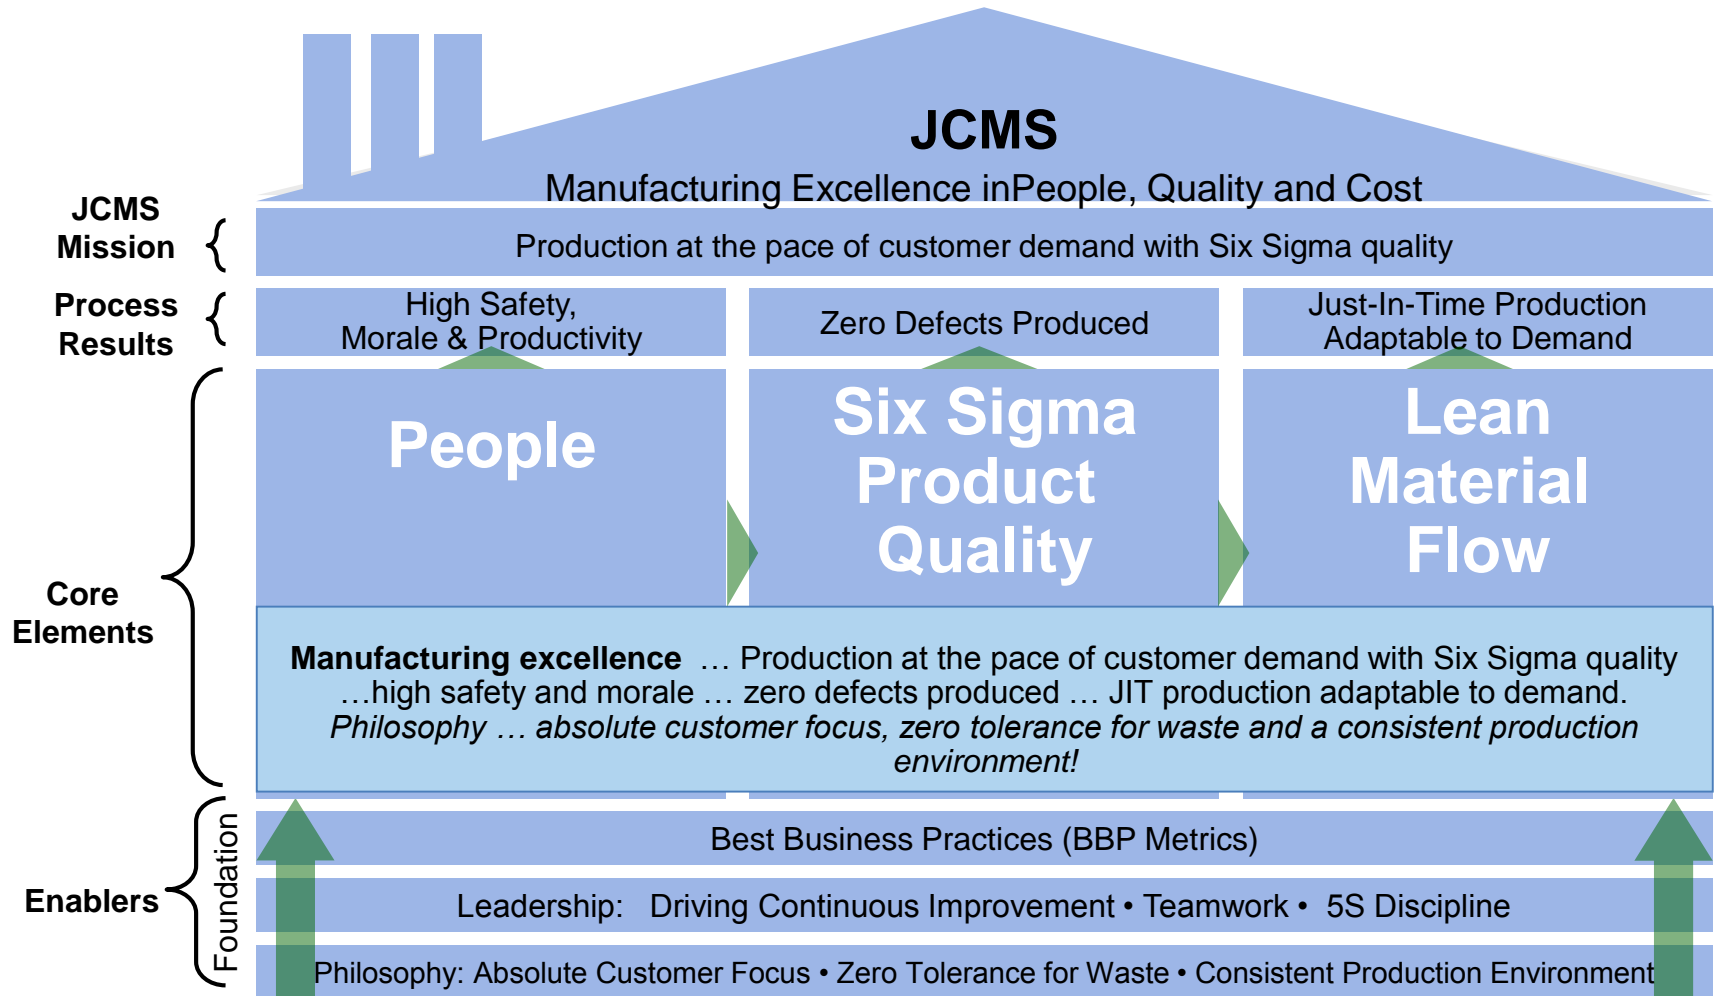 JCMS
Manufacturing Excellence inPeople, Quality and Cost
JCMS
Mission
Production at the pace of customer demand with Six Sigma quality
Process
Results
High Safety,
Morale & Productivity
Zero Defects Produced
Just-In-Time Production
Adaptable to Demand
Core
Elements
People
Six Sigma
Product
Quality
Lean
Material
Flow
Manufacturing excellence … Production at the pace of customer demand with Six Sigma quality
…high safety and morale … zero defects produced … JIT production adaptable to demand.
Philosophy … absolute customer focus, zero tolerance for waste and a consistent production
environment!
Enablers
Foundation
Best Business Practices (BBP Metrics)
Leadership: Driving Continuous Improvement • Teamwork • 5S Discipline
Philosophy: Absolute Customer Focus • Zero Tolerance for Waste • Consistent Production Environment